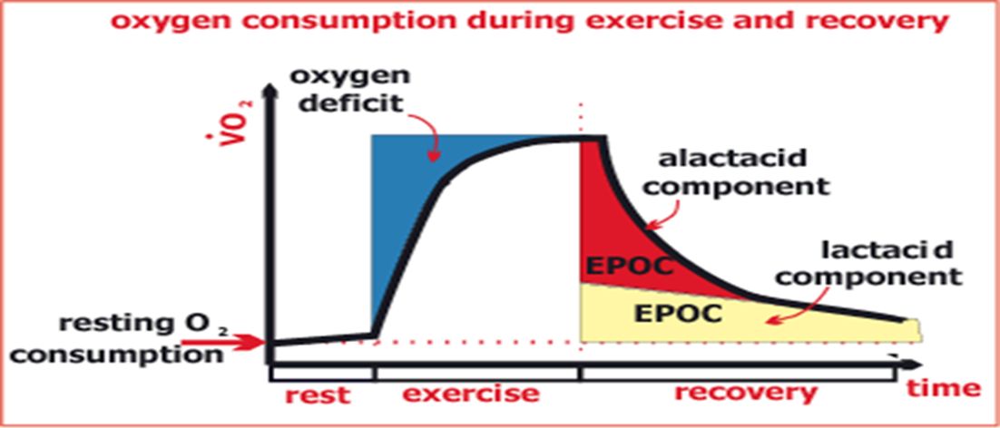 oxygen consumption during exercise and recovery
oxygen
deficit
V̇O₂
alactacid
component
lactacid
component
EPOC
EPOC
resting O₂
consumption
rest
exercise
recovery
time